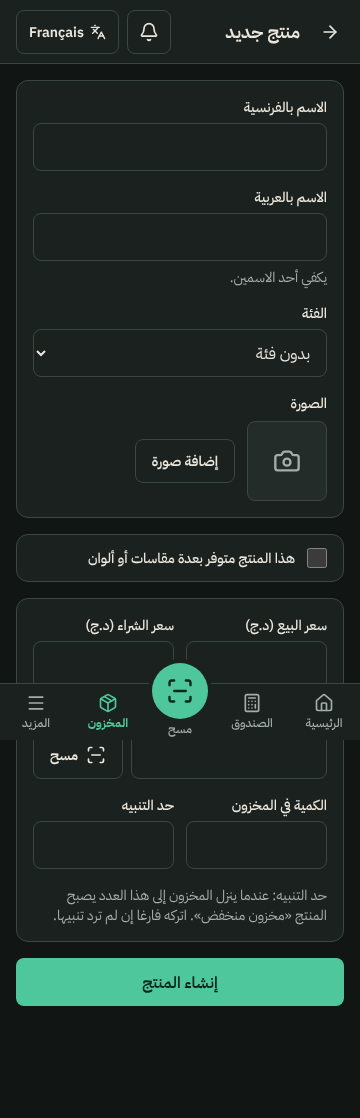 منتج جديد
Français
الاسم بالفرنسية
الاسم بالعربية
يكفي أحد الاسمين.
الفئة
بدون فئة
الصورة
إضافة صورة
هذا المنتج متوفر بعدة مقاسات أو ألوان
سعر البيع (د.ج)
سعر الشراء (د.ج)
الرئيسية
الصندوق
مسح
المخزون
المزيد
مسح
الكمية في المخزون
حد التنبيه
حد التنبيه: عندما ينزل المخزون إلى هذا العدد يصبح
المنتج «مخزون منخفض». اتركه فارغا إن لم ترد تنبيها.
إنشاء المنتج